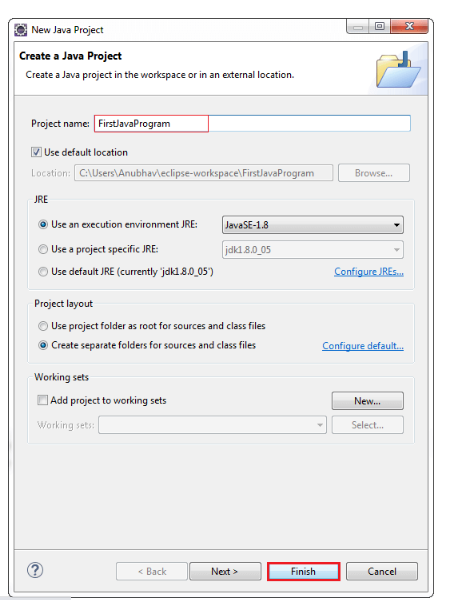 New Java Project
Create a Java Project
Create a Java project in the workspace or in an external location.
Project name: FirstJavaProgram
Use default location
Location: C:\Users\Anubhav\eclipse-workspace\FirstJavaProgram Browse...
JRE
Use an execution environment JRE: JavaSE-1.8
Use a project specific JRE: jdk1.8.0_05
Use default JRE (currently 'jdk1.8.0_05') Configure JREs...
Project layout
Use project folder as root for sources and class files
Create separate folders for sources and class files Configure default...
Working sets
Add project to working sets New...
Working sets: Select...
? < Back Next > Finish Cancel